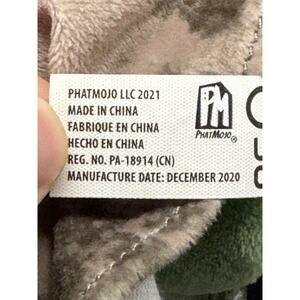 PHATMOJO LLC 2021
MADE IN CHINA
FABRIQUE EN CHINA
HECHO EN CHINA
REG. NO. PA-18914 (CN)
MANUFACTURE DATE: DECEMBER 2020
PM
PHATMOJO®